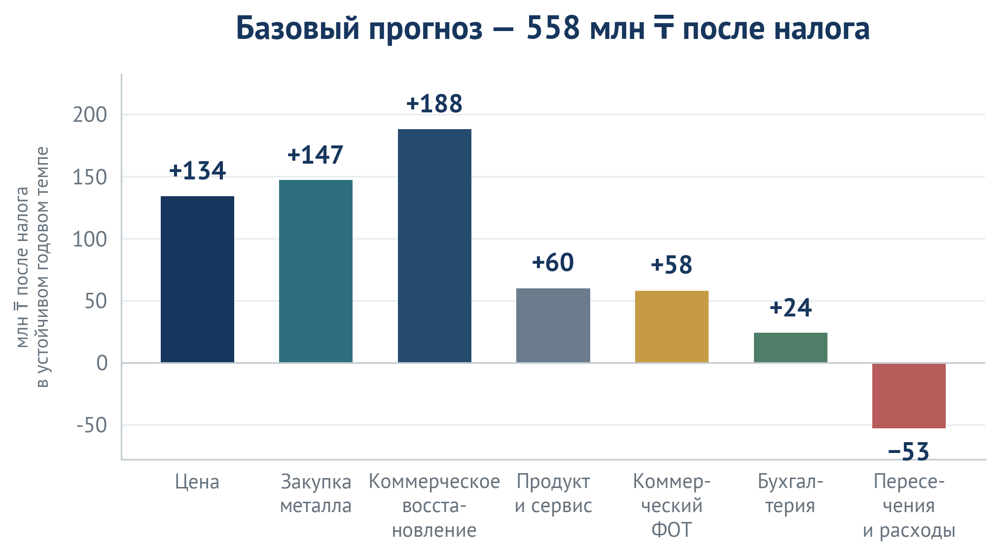 Базовый прогноз — 558 млн ₸ после налога
млн ₸ после налога
в устойчивом годовом темпе
200
150
100
50
0
-50
+134
+147
+188
+60
+58
+24
−53
Цена
Закупка
металла
Коммерческое
восста-
новление
Продукт
и сервис
Коммер-
ческий
ФОТ
Бухгал-
терия
Пересе-
чения
и расходы